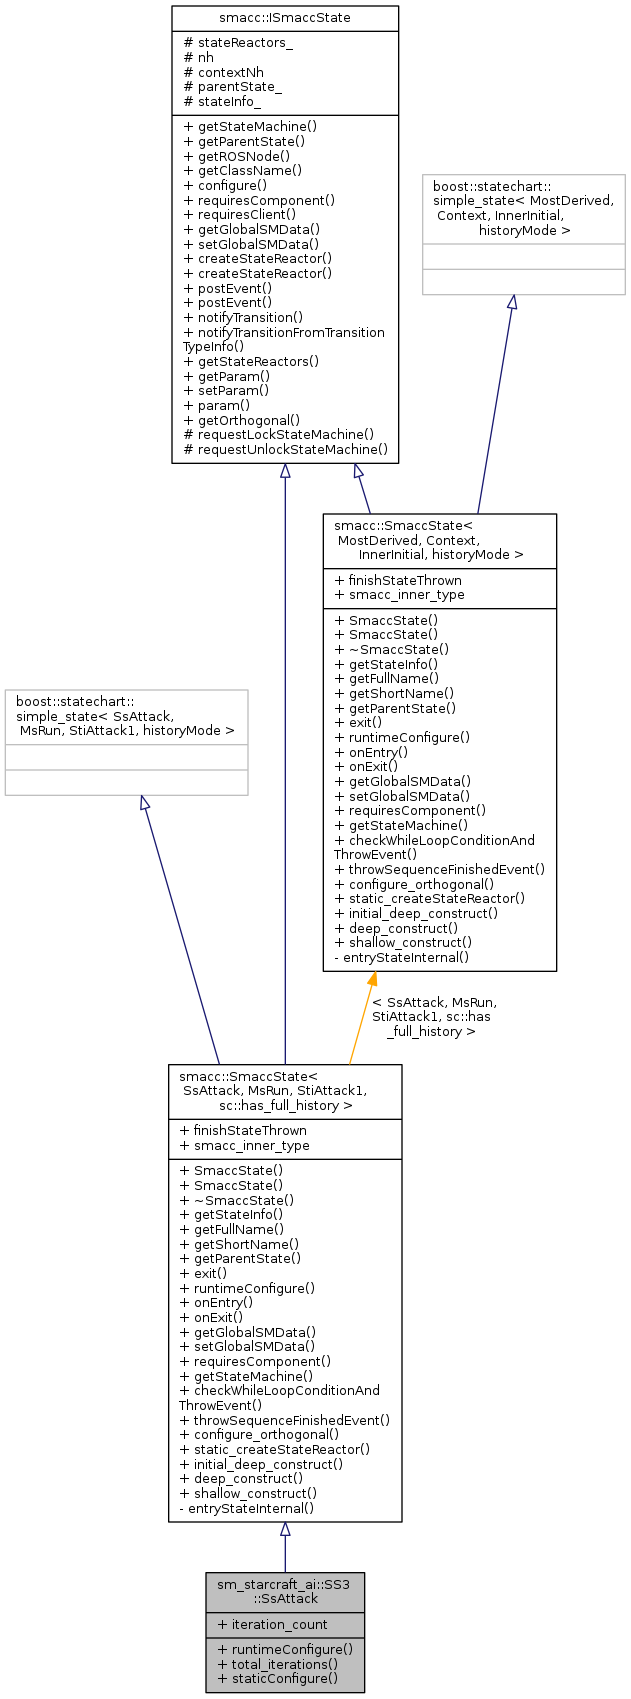 smacc::ISmaccState
# stateReactors_
# nh
# contextNh
# parentState_
# stateInfo_
+ getStateMachine()
+ getParentState()
+ getROSNode()
+ getClassName()
+ configure()
+ requiresComponent()
+ requiresClient()
+ getGlobalSMData()
+ setGlobalSMData()
+ createStateReactor()
+ createStateReactor()
+ postEvent()
+ postEvent()
+ notifyTransition()
+ notifyTransitionFromTransition
TypeInfo()
+ getStateReactors()
+ getParam()
+ setParam()
+ param()
+ getOrthogonal()
# requestLockStateMachine()
# requestUnlockStateMachine()
boost::statechart::
simple_state< MostDerived,
Context, InnerInitial,
historyMode >
smacc::SmaccState<
MostDerived, Context,
InnerInitial, historyMode >
+ finishStateThrown
+ smacc_inner_type
+ SmaccState()
+ SmaccState()
+ ~SmaccState()
+ getStateInfo()
+ getFullName()
+ getShortName()
+ getParentState()
+ exit()
+ runtimeConfigure()
+ onEntry()
+ onExit()
+ getGlobalSMData()
+ setGlobalSMData()
+ requiresComponent()
+ getStateMachine()
+ checkWhileLoopConditionAnd
ThrowEvent()
+ throwSequenceFinishedEvent()
+ configure_orthogonal()
+ static_createStateReactor()
+ initial_deep_construct()
+ deep_construct()
+ shallow_construct()
- entryStateInternal()
boost::statechart::
simple_state< SsAttack,
MsRun, StiAttack1, historyMode >
< SsAttack, MsRun,
StiAttack1, sc::has
_full_history >
smacc::SmaccState<
SsAttack, MsRun, StiAttack1,
sc::has_full_history >
+ finishStateThrown
+ smacc_inner_type
+ SmaccState()
+ SmaccState()
+ ~SmaccState()
+ getStateInfo()
+ getFullName()
+ getShortName()
+ getParentState()
+ exit()
+ runtimeConfigure()
+ onEntry()
+ onExit()
+ getGlobalSMData()
+ setGlobalSMData()
+ requiresComponent()
+ getStateMachine()
+ checkWhileLoopConditionAnd
ThrowEvent()
+ throwSequenceFinishedEvent()
+ configure_orthogonal()
+ static_createStateReactor()
+ initial_deep_construct()
+ deep_construct()
+ shallow_construct()
- entryStateInternal()
sm_starcraft_ai::SS3
::SsAttack
+ iteration_count
+ runtimeConfigure()
+ total_iterations()
+ staticConfigure()